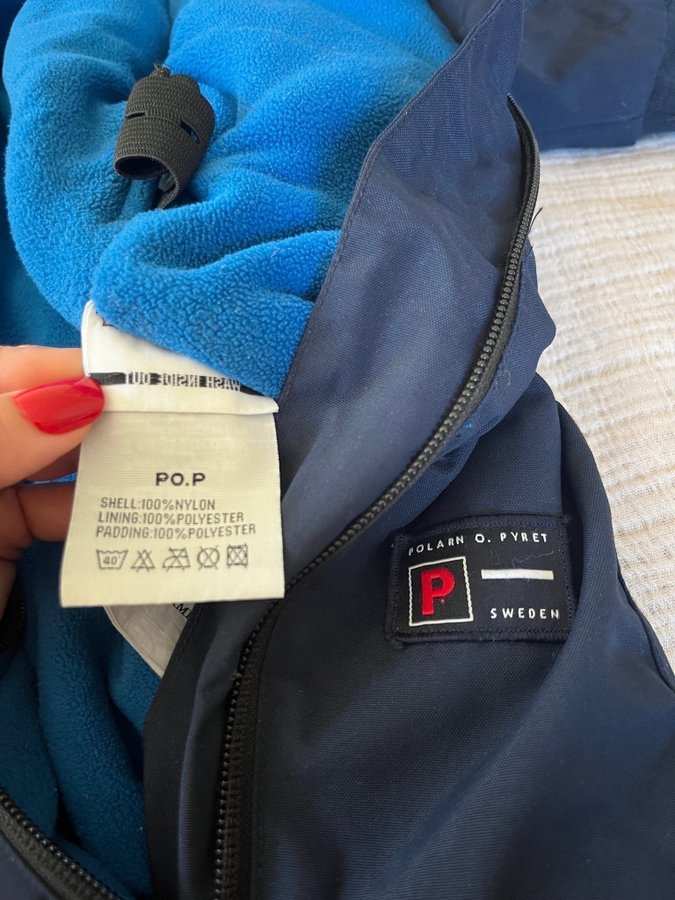 WASH INSIDE OUT
PO.P
SHELL:100%NYLON
LINING:100%POLYESTER
PADDING:100%POLYESTER
40°
POLARN O. PYRET
P
SWEDEN